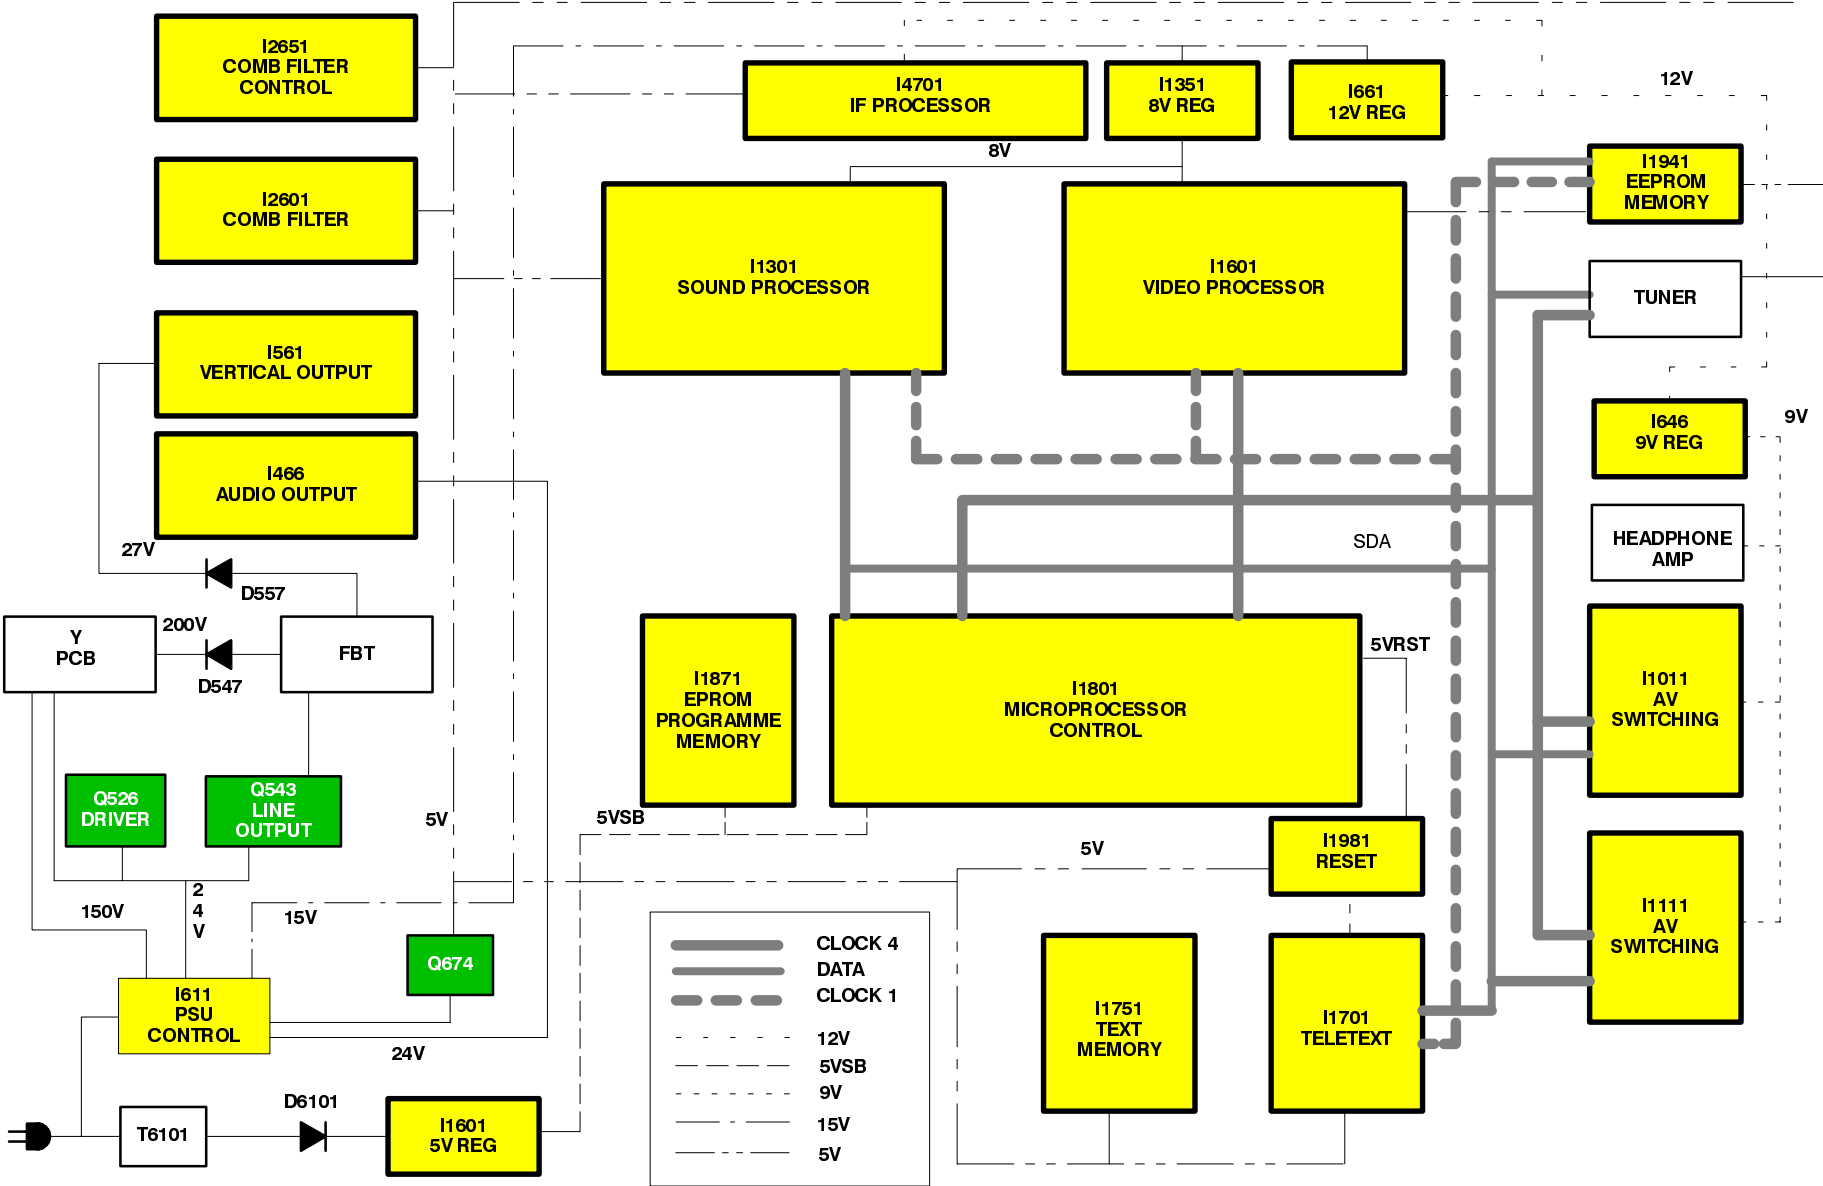 I2651
COMB FILTER
CONTROL
I4701
IF PROCESSOR
I1351
8V REG
I661
12V REG
12V
8V
I1941
EEPROM
MEMORY
I2601
COMB FILTER
I1301
SOUND PROCESSOR
I1601
VIDEO PROCESSOR
TUNER
I561
VERTICAL OUTPUT
I646
9V REG
9V
I466
AUDIO OUTPUT
SDA
HEADPHONE
AMP
27V
D557
Y
PCB
200V
D547
FBT
I1871
EPROM
PROGRAMME
MEMORY
I1801
MICROPROCESSOR
CONTROL
5VRST
I1011
AV
SWITCHING
Q526
DRIVER
Q543
LINE
OUTPUT
5V
5VSB
5V
I1981
RESET
150V
2
4
V
15V
I1111
AV
SWITCHING
Q674
I611
PSU
CONTROL
24V
CLOCK 4
DATA
CLOCK 1
12V
5VSB
9V
15V
5V
I1751
TEXT
MEMORY
I1701
TELETEXT
T6101
D6101
I1601
5V REG